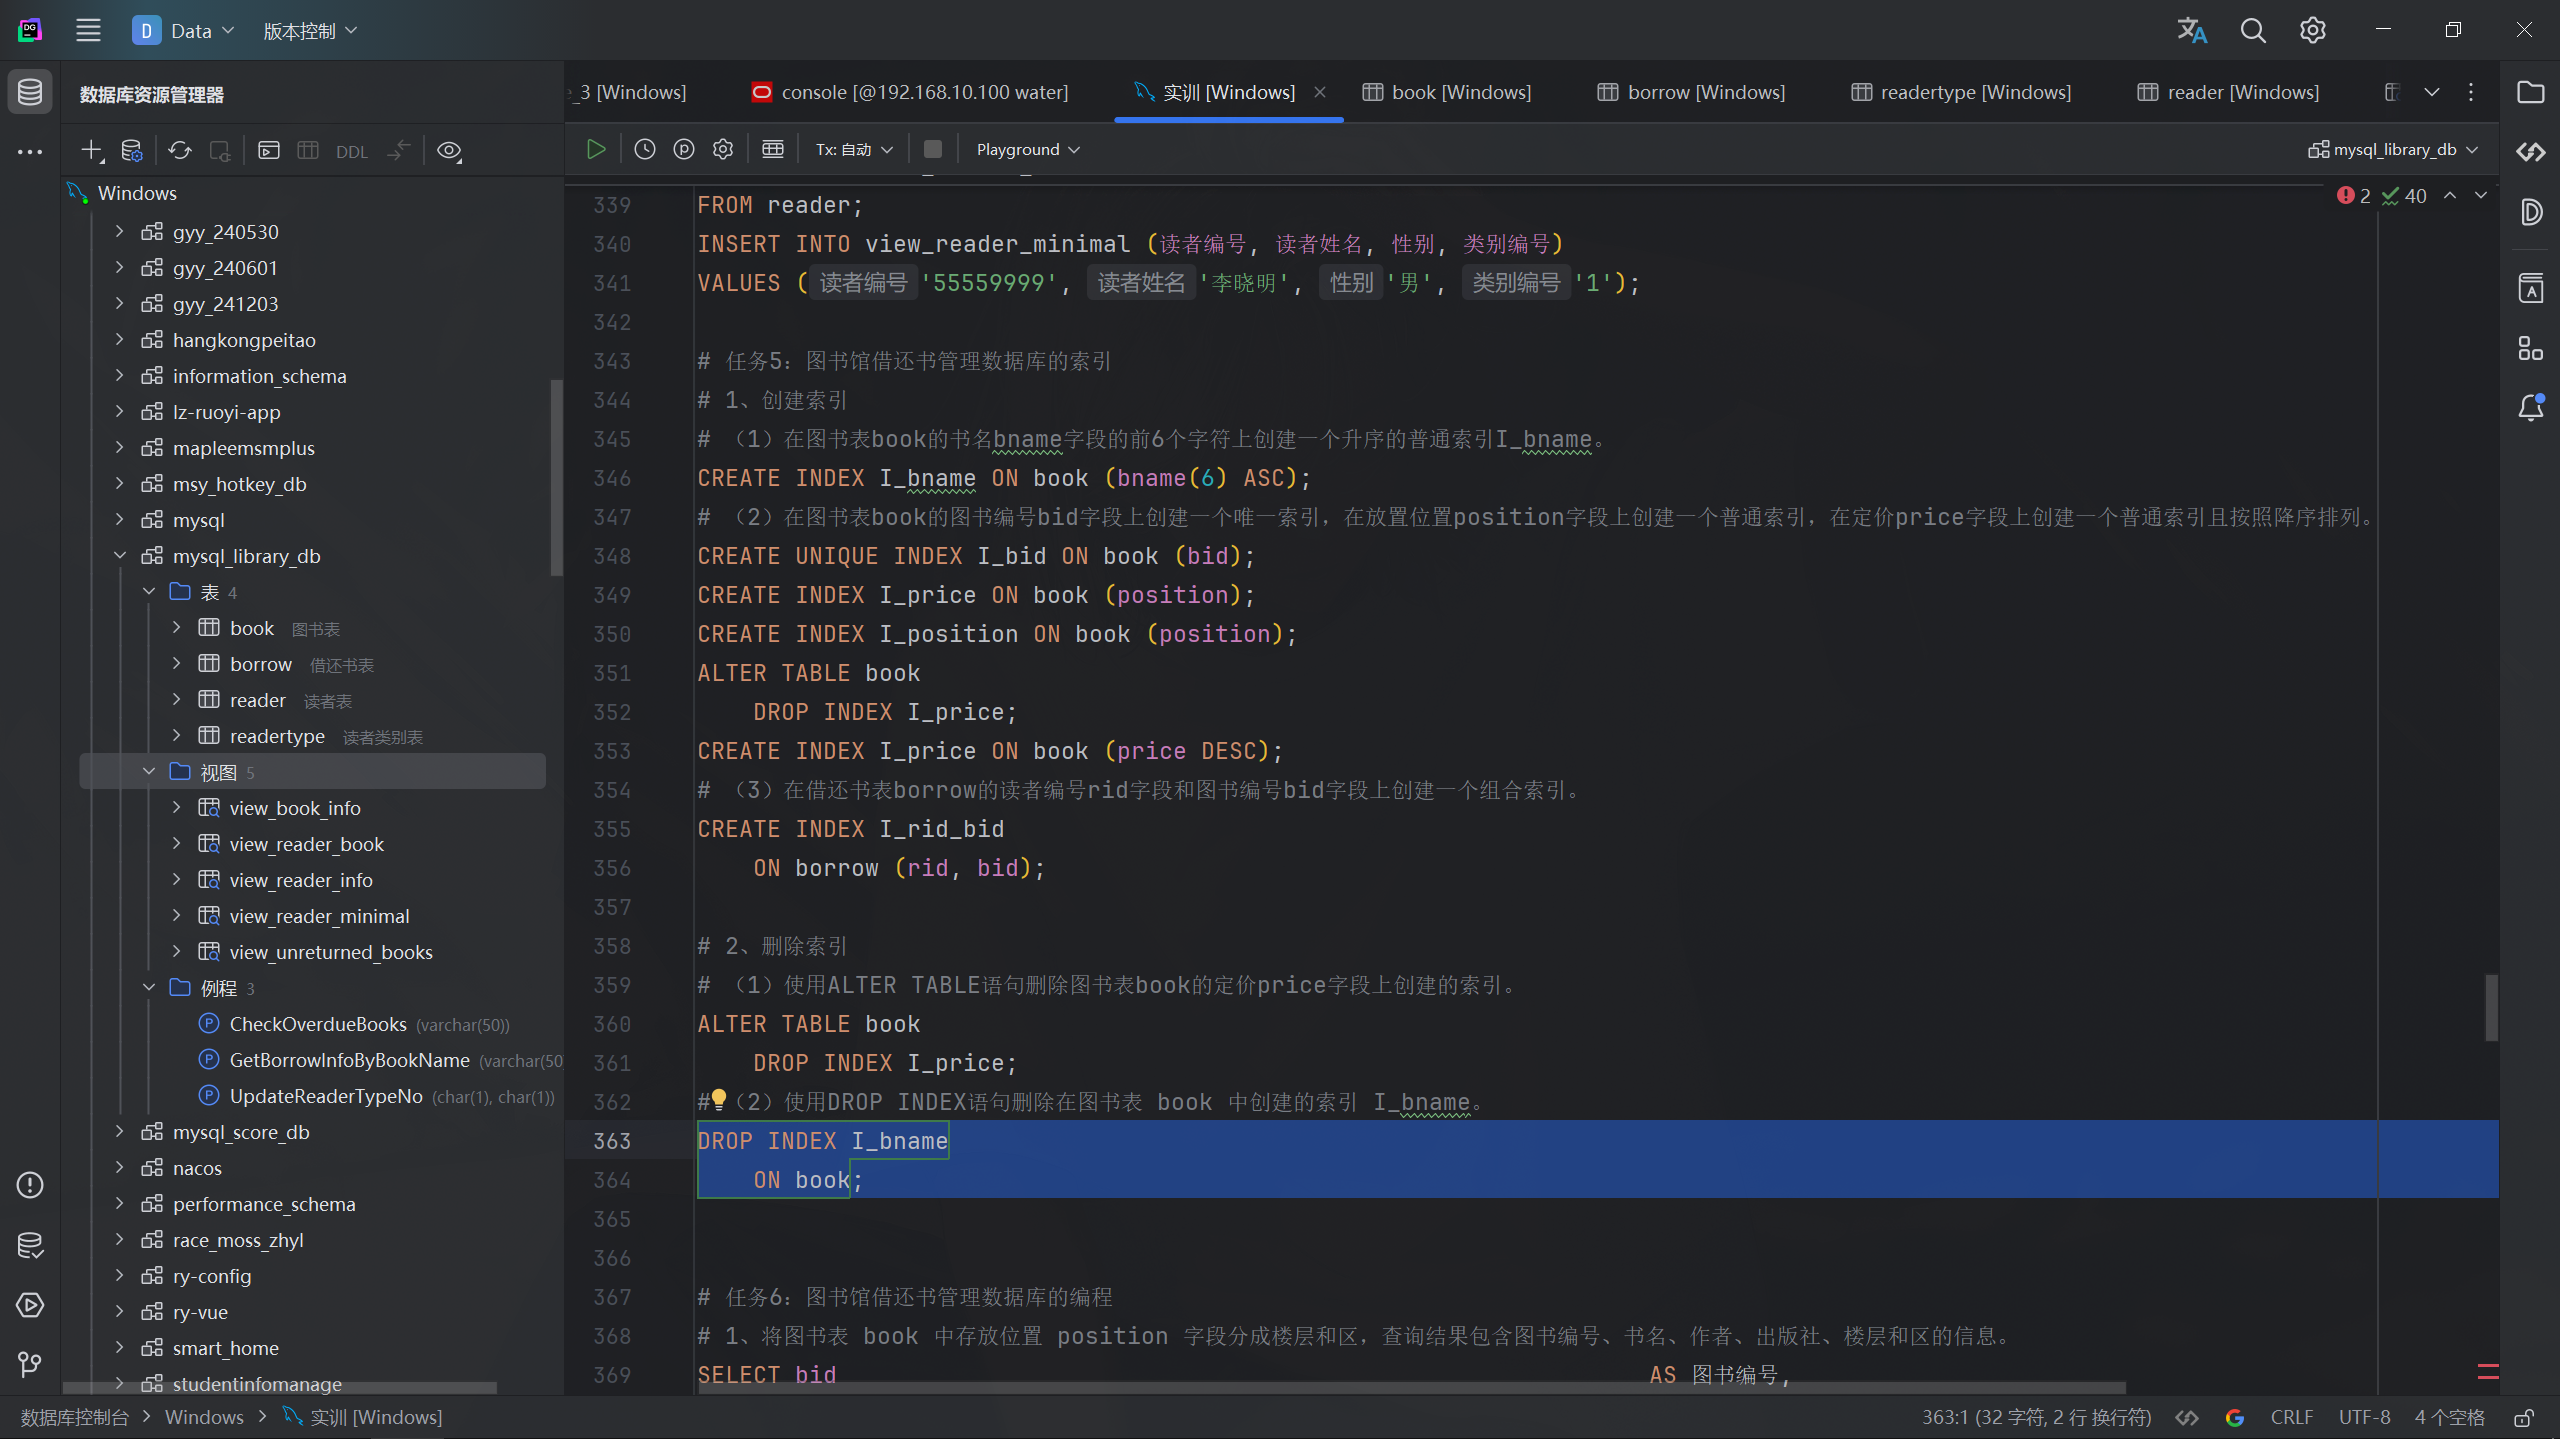 D Data 版本控制
数据库资源管理器
_3 [Windows] console [@192.168.10.100 water] 实训 [Windows] book [Windows] borrow [Windows] readertype [Windows] reader [Windows]
DDL
Tx: 自动 Playground mysql_library_db
2 40
Windows
gyy_240530
gyy_240601
gyy_241203
hangkongpeitao
information_schema
lz-ruoyi-app
mapleemsmplus
msy_hotkey_db
mysql
mysql_library_db
表 4
book 图书表
borrow 借还书表
reader 读者表
readertype 读者类别表
视图 5
view_book_info
view_reader_book
view_reader_info
view_reader_minimal
view_unreturned_books
例程 3
CheckOverdueBooks (varchar(50))
GetBorrowInfoByBookName (varchar(50
UpdateReaderTypeNo (char(1), char(1))
mysql_score_db
nacos
performance_schema
race_moss_zhyl
ry-config
ry-vue
smart_home
studentinfomanage
339 FROM reader;
340 INSERT INTO view_reader_minimal (读者编号, 读者姓名, 性别, 类别编号)
341 VALUES ( 读者编号 '55559999', 读者姓名 '李晓明', 性别 '男', 类别编号 '1');
342
343 # 任务5：图书馆借还书管理数据库的索引
344 # 1、创建索引
345 # （1）在图书表book的书名bname字段的前6个字符上创建一个升序的普通索引I_bname。
346 CREATE INDEX I_bname ON book (bname(6) ASC);
347 # （2）在图书表book的图书编号bid字段上创建一个唯一索引，在放置位置position字段上创建一个普通索引，在定价price字段上创建一个普通索引且按照降序排列。
348 CREATE UNIQUE INDEX I_bid ON book (bid);
349 CREATE INDEX I_price ON book (position);
350 CREATE INDEX I_position ON book (position);
351 ALTER TABLE book
352 DROP INDEX I_price;
353 CREATE INDEX I_price ON book (price DESC);
354 # （3）在借还书表borrow的读者编号rid字段和图书编号bid字段上创建一个组合索引。
355 CREATE INDEX I_rid_bid
356 ON borrow (rid, bid);
357
358 # 2、删除索引
359 # （1）使用ALTER TABLE语句删除图书表book的定价price字段上创建的索引。
360 ALTER TABLE book
361 DROP INDEX I_price;
362 # （2）使用DROP INDEX语句删除在图书表 book 中创建的索引 I_bname。
363 DROP INDEX I_bname
364 ON book;
365
366
367 # 任务6：图书馆借还书管理数据库的编程
368 # 1、将图书表 book 中存放位置 position 字段分成楼层和区，查询结果包含图书编号、书名、作者、出版社、楼层和区的信息。
369 SELECT bid AS 图书编号,
数据库控制台 Windows 实训 [Windows] 363:1 (32 字符, 2 行 换行符) CRLF UTF-8 4 个空格